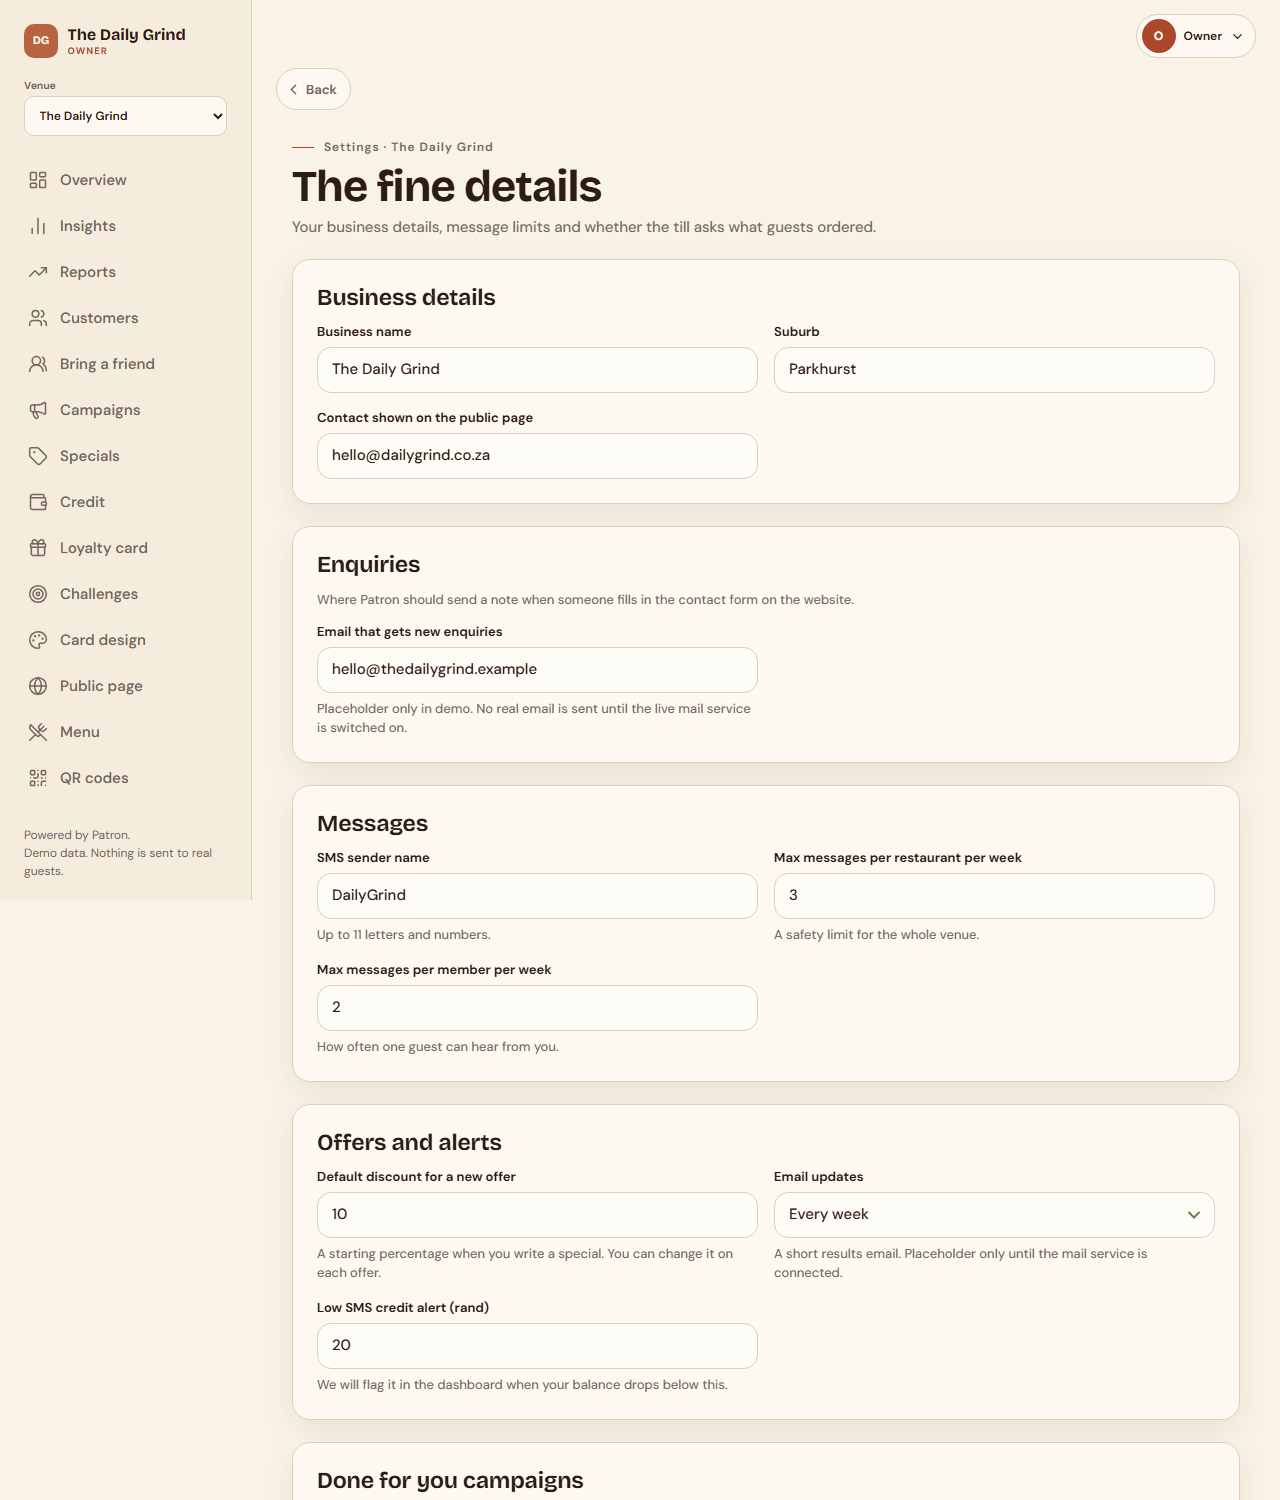 DG
The Daily Grind
OWNER
Venue
The Daily Grind
Overview
Insights
Reports
Customers
Bring a friend
Campaigns
Specials
Credit
Loyalty card
Challenges
Card design
Public page
Menu
QR codes
Powered by Patron.
Demo data. Nothing is sent to real
guests.
O
Owner
Back
Settings · The Daily Grind
The fine details
Your business details, message limits and whether the till asks what guests ordered.
Business details
Business name
Suburb
The Daily Grind
Parkhurst
Contact shown on the public page
hello@dailygrind.co.za
Enquiries
Where Patron should send a note when someone fills in the contact form on the website.
Email that gets new enquiries
hello@thedailygrind.example
Placeholder only in demo. No real email is sent until the live mail service
is switched on.
Messages
SMS sender name
Max messages per restaurant per week
DailyGrind
3
Up to 11 letters and numbers.
A safety limit for the whole venue.
Max messages per member per week
2
How often one guest can hear from you.
Offers and alerts
Default discount for a new offer
Email updates
10
Every week
A starting percentage when you write a special. You can change it on
each offer.
A short results email. Placeholder only until the mail service is
connected.
Low SMS credit alert (rand)
20
We will flag it in the dashboard when your balance drops below this.
Done for you campaigns